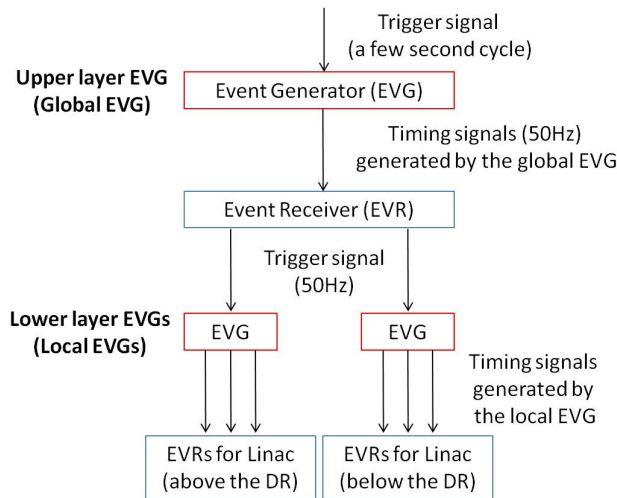 Trigger signal
(a few second cycle)
Upper layer EVG
(Global EVG)
Event Generator (EVG)
Timing signals (50Hz)
generated by the global EVG
Event Receiver (EVR)
Trigger signal
(50Hz)
Lower layer EVGs
(Local EVGs)
EVG
EVG
Timing signals
generated by
the local EVG
EVRs for Linac
(above the DR)
EVRs for Linac
(below the DR)